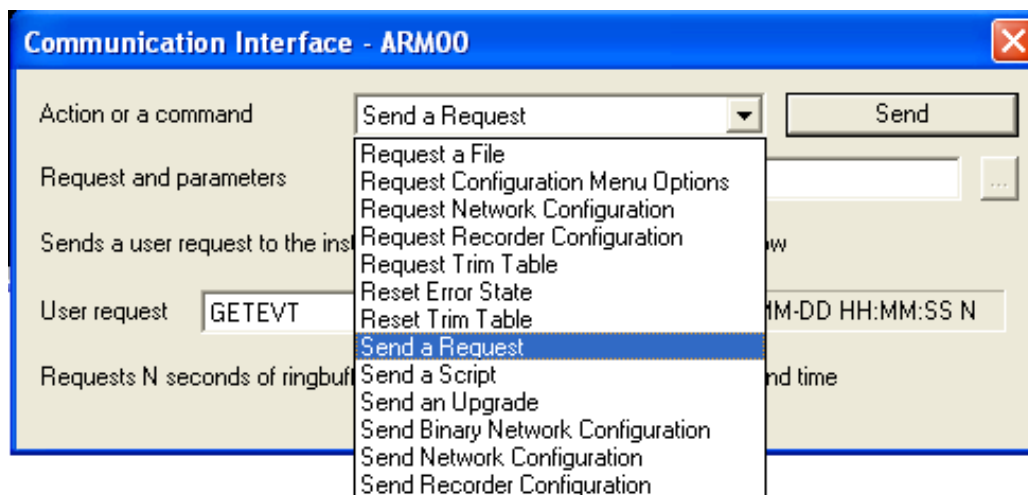 Communication Interface - ARM00
Action or a command
Send a Request
Send
Request a File
Request and parameters
Request Configuration Menu Options
...
Request Network Configuration
Sends a user request to the ins
Request Recorder Configuration
Request Trim Table
Reset Error State
User request
GETEVT
Reset Trim Table
M-DD HH:MM:SS N
Send a Request
Requests N seconds of ringbuf
Send a Script
nd time
Send an Upgrade
Send Binary Network Configuration
Send Network Configuration
Send Recorder Configuration